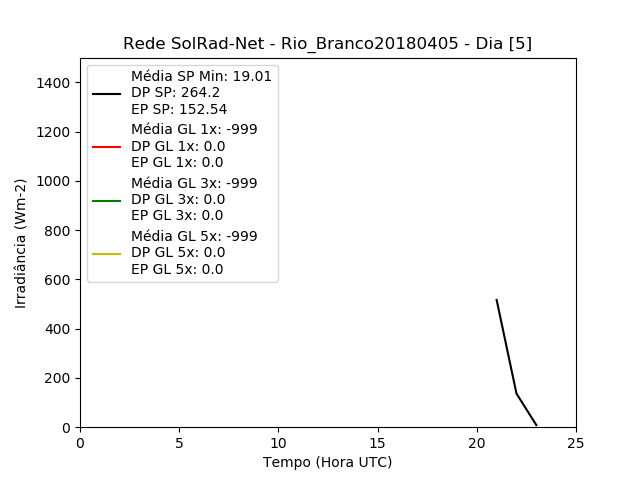 Rede SolRad-Net - Rio_Branco20180405 - Dia [5]
Média SP Min: 19.01
DP SP: 264.2
EP SP: 152.54
Média GL 1x: -999
DP GL 1x: 0.0
EP GL 1x: 0.0
Média GL 3x: -999
DP GL 3x: 0.0
EP GL 3x: 0.0
Média GL 5x: -999
DP GL 5x: 0.0
EP GL 5x: 0.0
Irradiância (Wm-2)
1400
1200
1000
800
600
400
200
0
0 5 10 15 20 25
Tempo (Hora UTC)